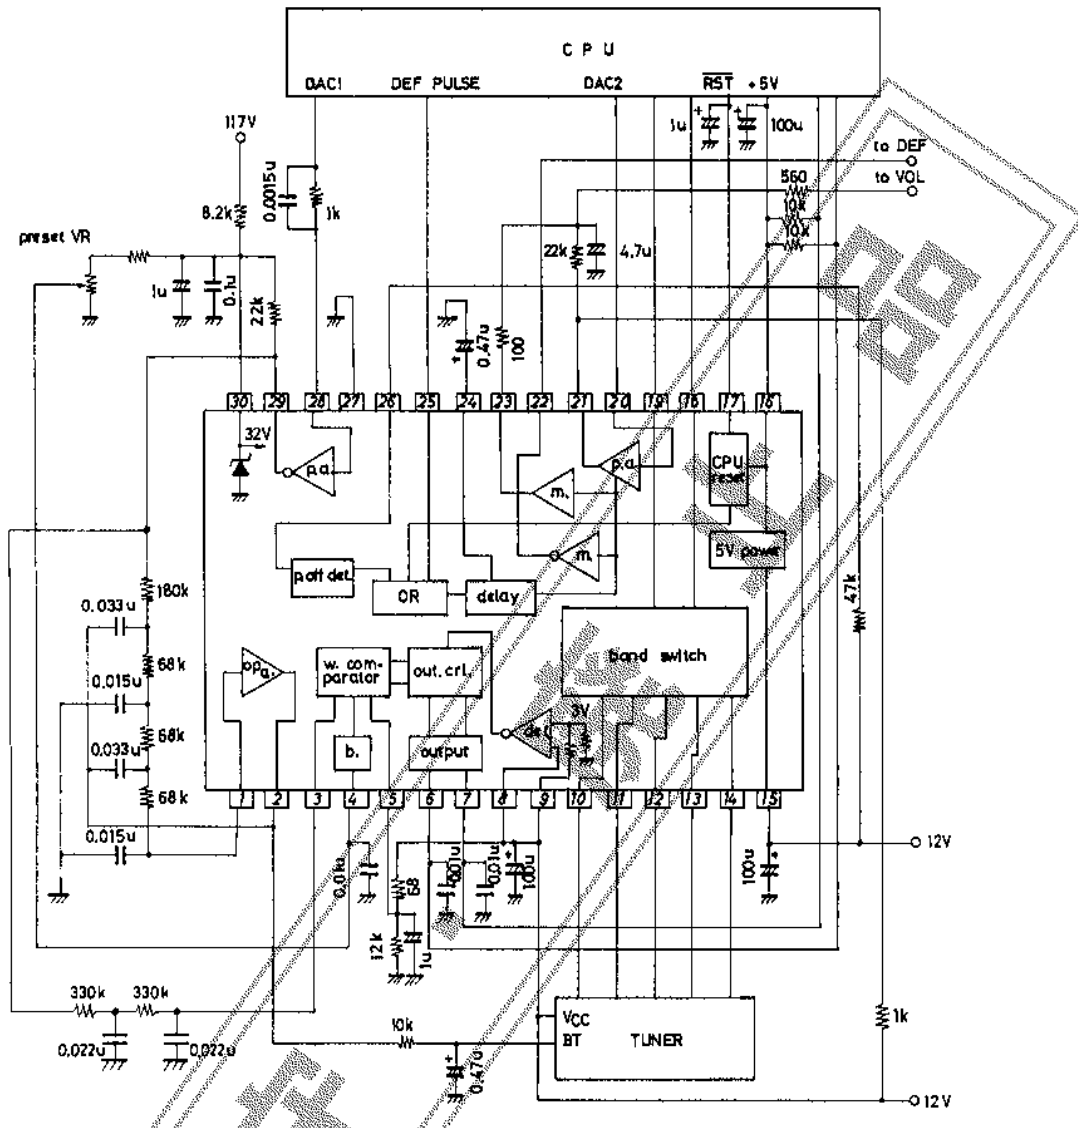 CPU
DAC1 DEF PULSE DAC2 RST +5V
1u 100u
117V
to DEF
to VOL
0.0015u
1k
560
10k
10k
8.2k
preset VR
1u
0.1u
22k
22k
4.7u
0.47u
100
30 29 28 27 26 25 24 23 22 21 20 19 18 17 16
32V
p.a.
p.a.
m.
m.
CPU reset
5V power
p.off det.
OR
delay
47k
180k
0.033u
68k
0.015u
68k
0.033u
68k
0.015u
op a.
w. comparator
out. crl.
band switch
det.
3V
b.
output
1 2 3 4 5 6 7 8 9 10 11 12 13 14 15
12V
0.01u
68
0.01u
0.01u
100u
100u
12k
1u
330k 330k
0.022u 0.022u
10k
0.47u
VCC
BT
TUNER
1k
12V